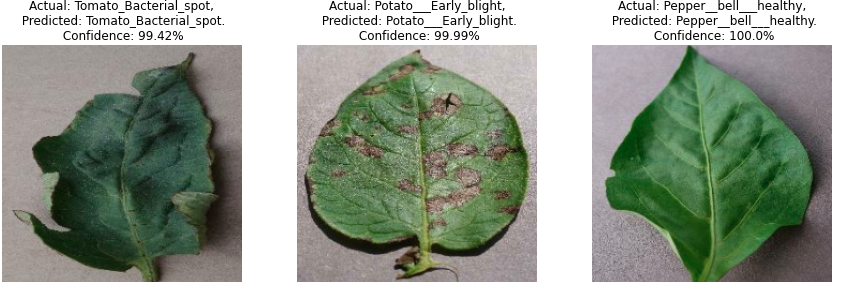 Actual: Tomato_Bacterial_spot,
Predicted: Tomato_Bacterial_spot.
Confidence: 99.42%
Actual: Potato___Early_blight,
Predicted: Potato___Early_blight.
Confidence: 99.99%
Actual: Pepper__bell___healthy,
Predicted: Pepper__bell___healthy.
Confidence: 100.0%